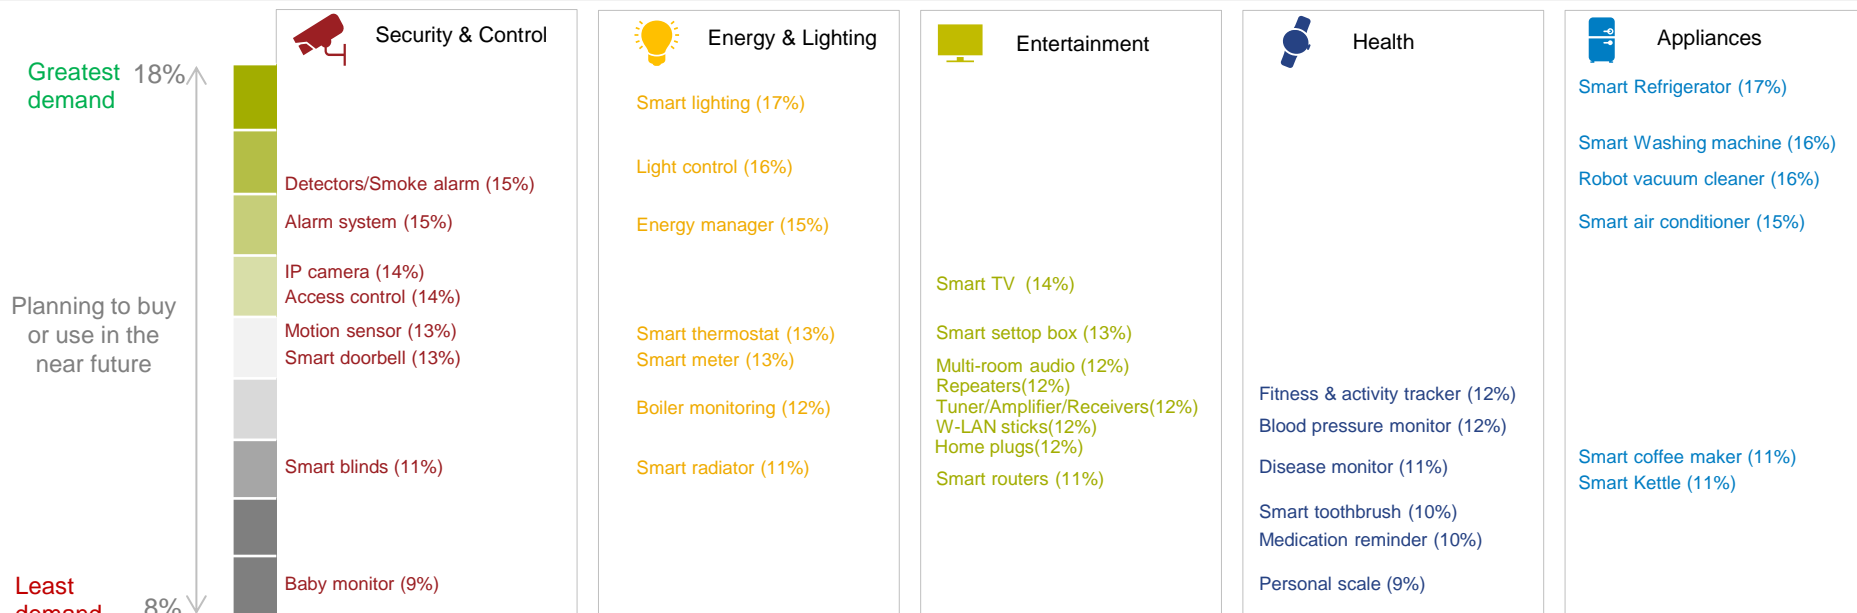 Security & Control
Energy & Lighting
Entertainment
Health
Appliances
Greatest
demand
18%
Planning to buy
or use in the
near future
Least
demand
8%
Detectors/Smoke alarm (15%)
Alarm system (15%)
IP camera (14%)
Access control (14%)
Motion sensor (13%)
Smart doorbell (13%)
Smart blinds (11%)
Baby monitor (9%)
Smart lighting (17%)
Light control (16%)
Energy manager (15%)
Smart thermostat (13%)
Smart meter (13%)
Boiler monitoring (12%)
Smart radiator (11%)
Smart TV (14%)
Smart settop box (13%)
Multi-room audio (12%)
Repeaters(12%)
Tuner/Amplifier/Receivers(12%)
W-LAN sticks(12%)
Home plugs(12%)
Smart routers (11%)
Fitness & activity tracker (12%)
Blood pressure monitor (12%)
Disease monitor (11%)
Smart toothbrush (10%)
Medication reminder (10%)
Personal scale (9%)
Smart Refrigerator (17%)
Smart Washing machine (16%)
Robot vacuum cleaner (16%)
Smart air conditioner (15%)
Smart coffee maker (11%)
Smart Kettle (11%)